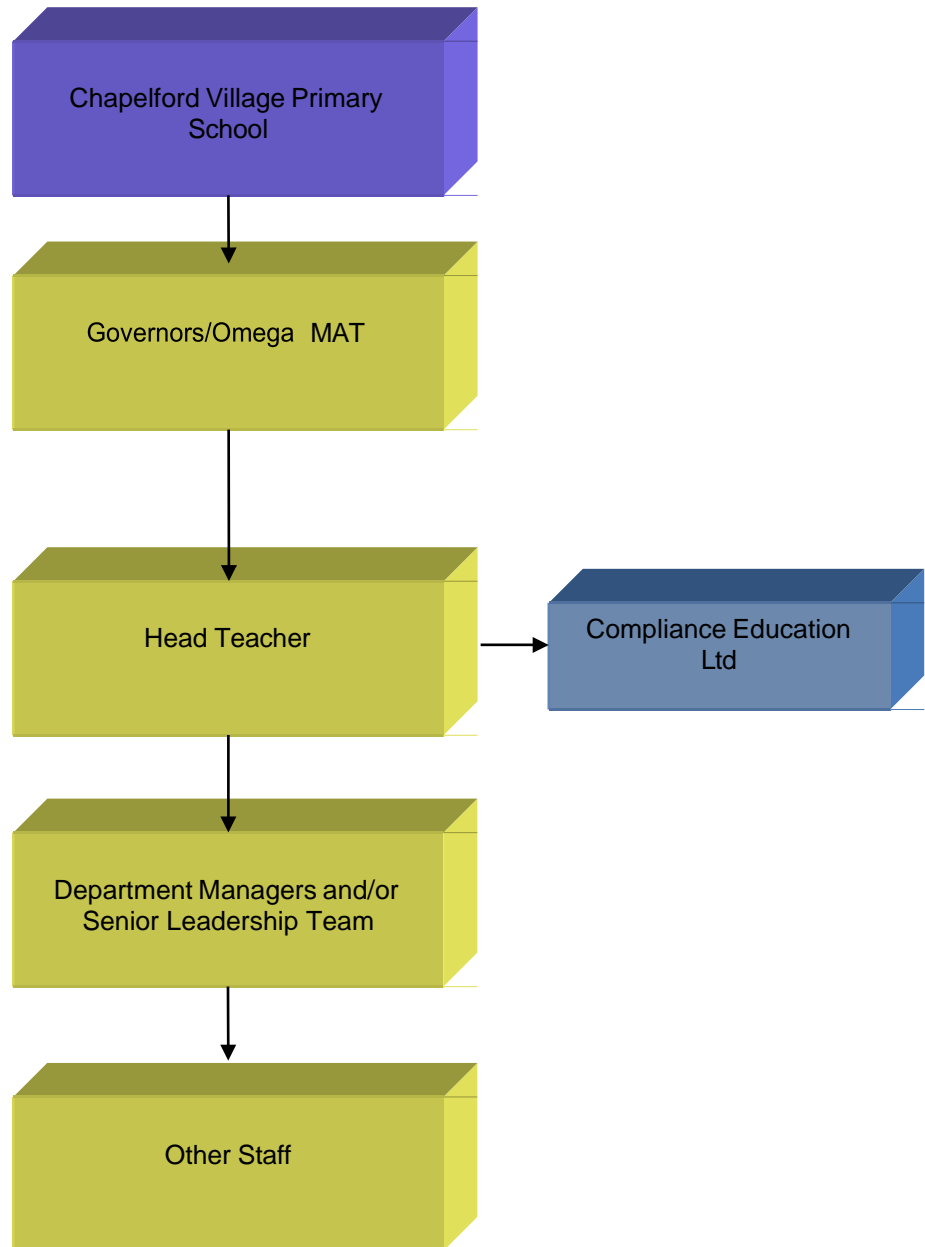 Chapelford Village Primary
School
Governors/Omega MAT
Head Teacher
Compliance Education
Ltd
Department Managers and/or
Senior Leadership Team
Other Staff